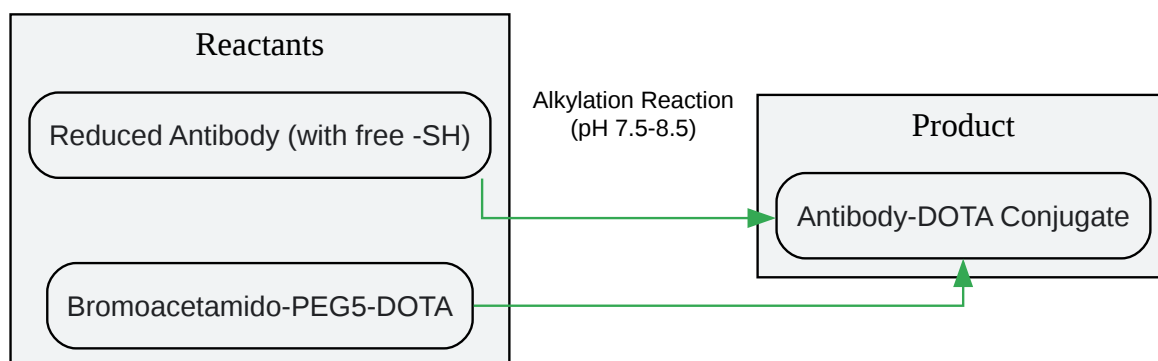 Reactants
Reduced Antibody (with free -SH)
Bromoacetamido-PEG5-DOTA
Alkylation Reaction
(pH 7.5-8.5)
Product
Antibody-DOTA Conjugate